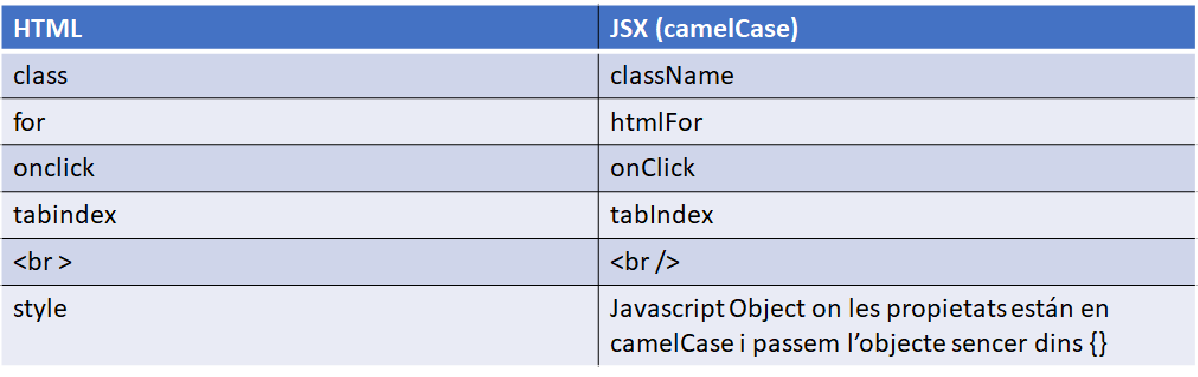 HTML JSX (camelCase)
class className
for htmlFor
onclick onClick
tabindex tabIndex
<br > <br />
style Javascript Object on les propietats están en
camelCase i passem l’objecte sencer dins {}